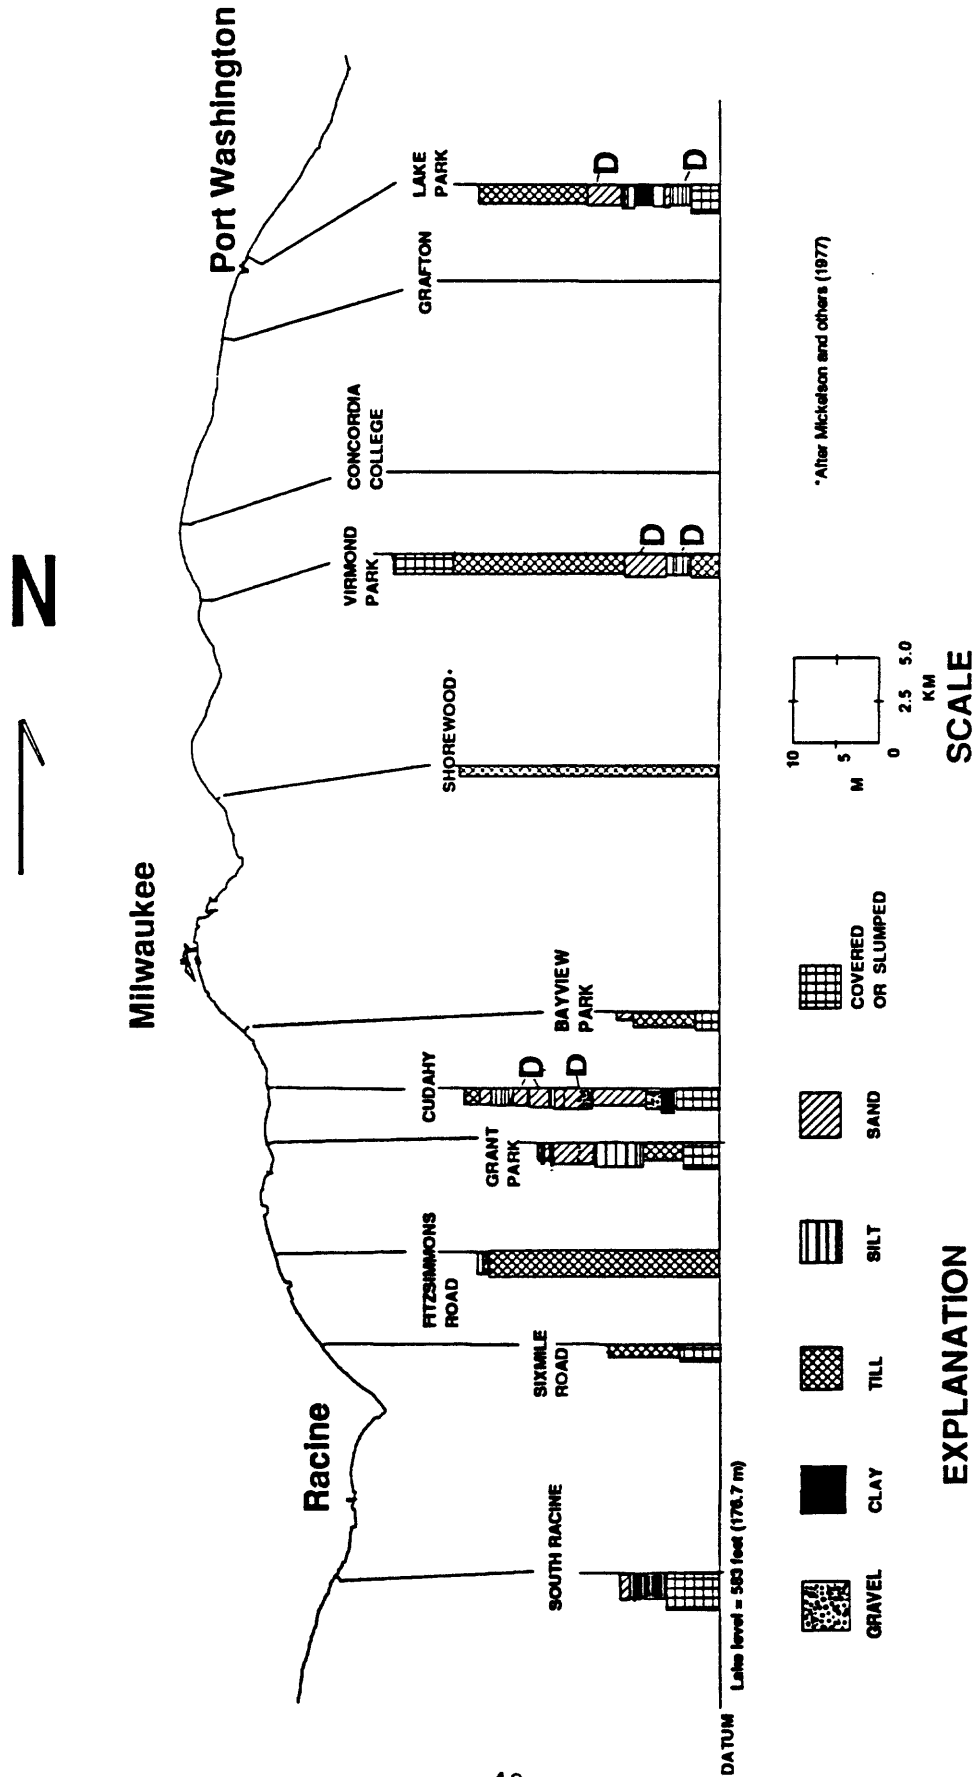 N
Racine
Milwaukee
Port Washington
SOUTH RACINE
SIXMILE
ROAD
FITZSIMMONS
ROAD
GRANT
PARK
CUDAHY
BAYVIEW
PARK
SHOREWOOD*
VIRMOND
PARK
CONCORDIA
COLLEGE
GRAFTON
LAKE
PARK
D
D
D
D
D
D
DATUM
Lake level = 583 feet (176.7 m)
*After Mickelson and others (1977)
GRAVEL
CLAY
TILL
SILT
SAND
COVERED
OR SLUMPED
EXPLANATION
10
5
0
M
2.5
5.0
KM
SCALE